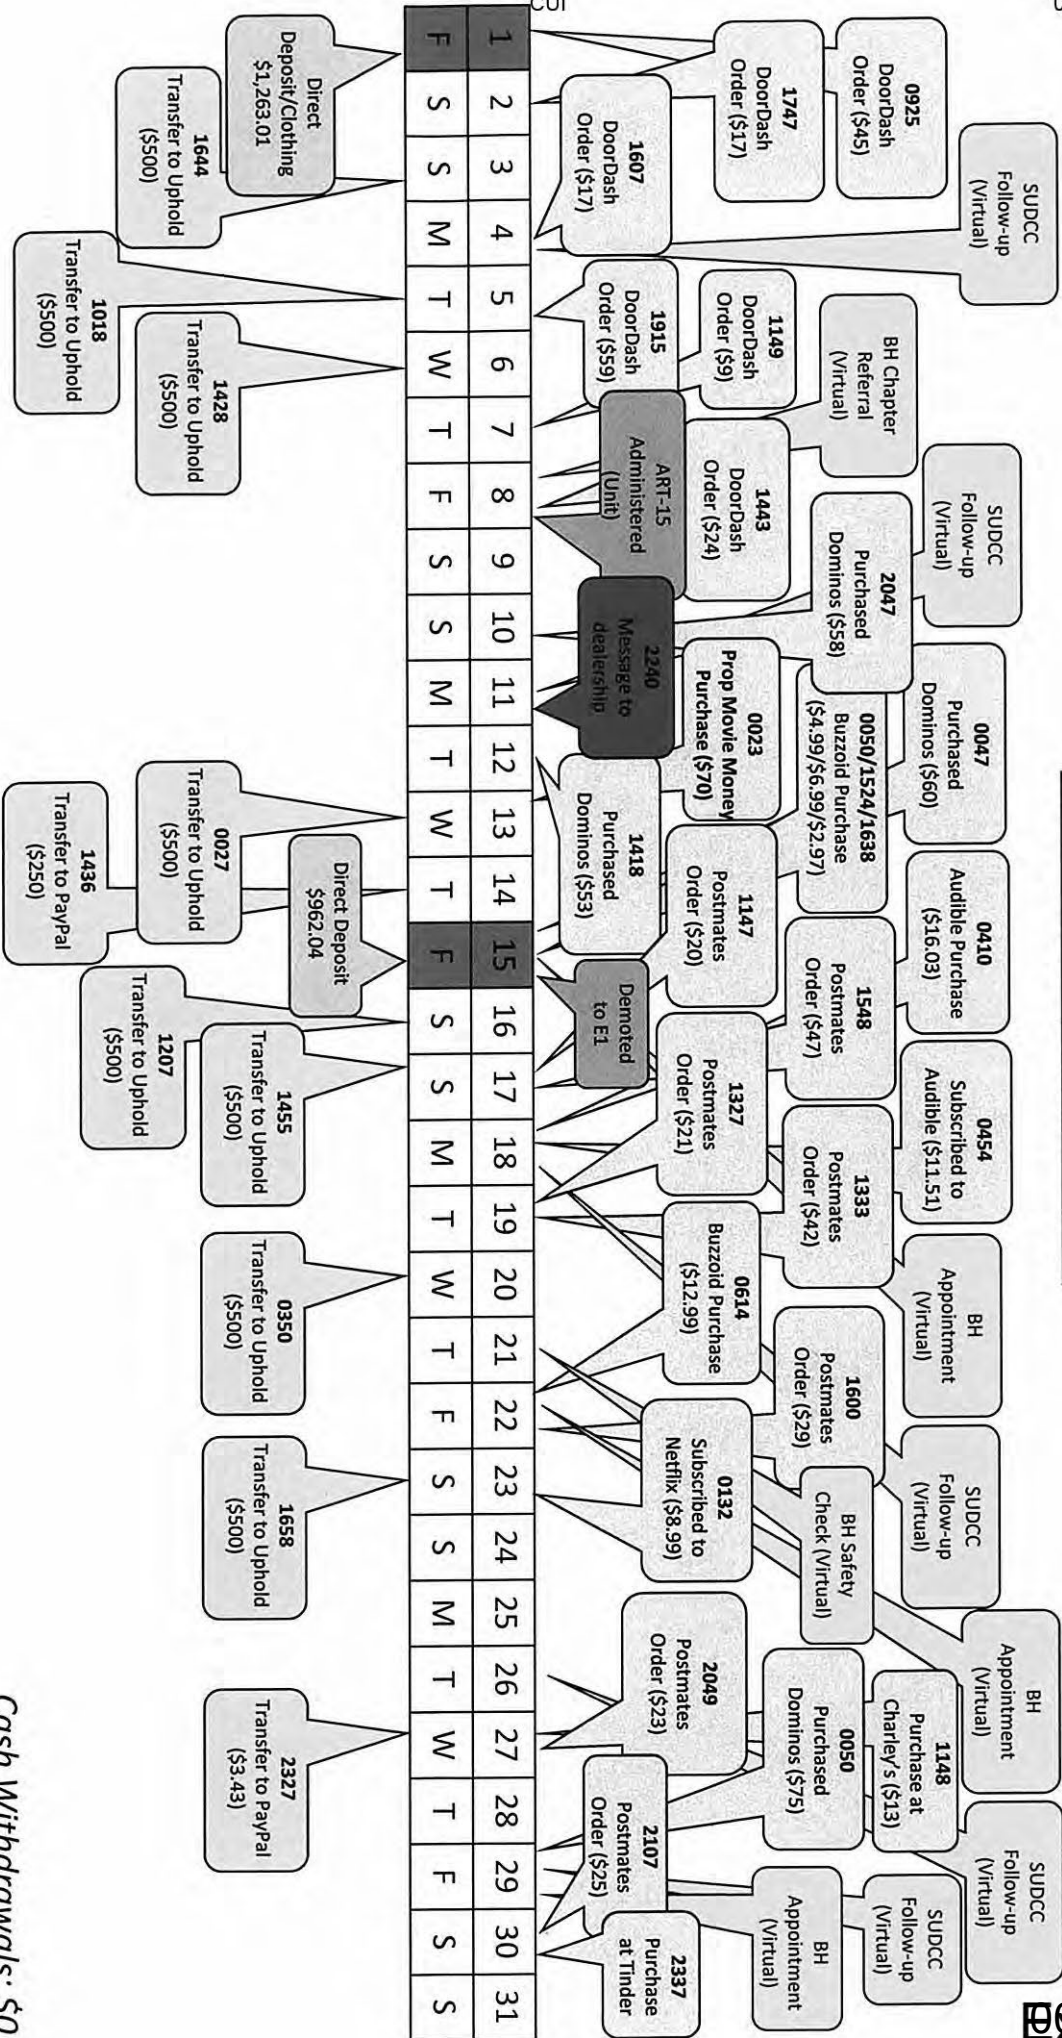 CUI
0925
DoorDash
Order ($45)
1747
DoorDash
Order ($17)
SUDCC
Follow-up
(Virtual)
1607
DoorDash
Order ($17)
1149
DoorDash
Order ($9)
1915
DoorDash
Order ($59)
BH Chapter
Referral
(Virtual)
1443
DoorDash
Order ($24)
ART-15
Administered
(Unit)
SUDCC
Follow-up
(Virtual)
2047
Purchased
Dominos ($58)
2240
Message to
dealership
0023
Prop Movie Money
Purchase ($70)
0047
Purchased
Dominos ($60)
0050/1524/1638
Buzzoid Purchase
($4.99/$6.99/$2.97)
1418
Purchased
Dominos ($53)
1147
Postmates
Order ($20)
0410
Audible Purchase
($16.03)
1548
Postmates
Order ($47)
Demoted
to E1
0454
Subscribed to
Audible ($11.51)
1327
Postmates
Order ($21)
1333
Postmates
Order ($42)
BH
Appointment
(Virtual)
0614
Buzzoid Purchase
($12.99)
1600
Postmates
Order ($29)
SUDCC
Follow-up
(Virtual)
0132
Subscribed to
Netflix ($8.99)
BH Safety
Check (Virtual)
BH
Appointment
(Virtual)
2049
Postmates
Order ($23)
0050
Purchased
Dominos ($75)
1148
Purchase at
Charley's ($13)
SUDCC
Follow-up
(Virtual)
2107
Postmates
Order ($25)
BH
Appointment
(Virtual)
SUDCC
Follow-up
(Virtual)
2337
Purchase
at Tinder
1 2 3 4 5 6 7 8 9 10 11 12 13 14 15 16 17 18 19 20 21 22 23 24 25 26 27 28 29 30 31
F S S M T W T F S S M T W T F S S M T W T F S S M T W T F S S
Direct
Deposit/Clothing
$1,263.01
1644
Transfer to Uphold
($500)
1018
Transfer to Uphold
($500)
1428
Transfer to Uphold
($500)
0027
Transfer to Uphold
($500)
1436
Transfer to PayPal
($250)
Direct Deposit
$962.04
1207
Transfer to Uphold
($500)
1455
Transfer to Uphold
($500)
0350
Transfer to Uphold
($500)
1658
Transfer to Uphold
($500)
2327
Transfer to PayPal
($3.43)
Cash Withdrawals: $0